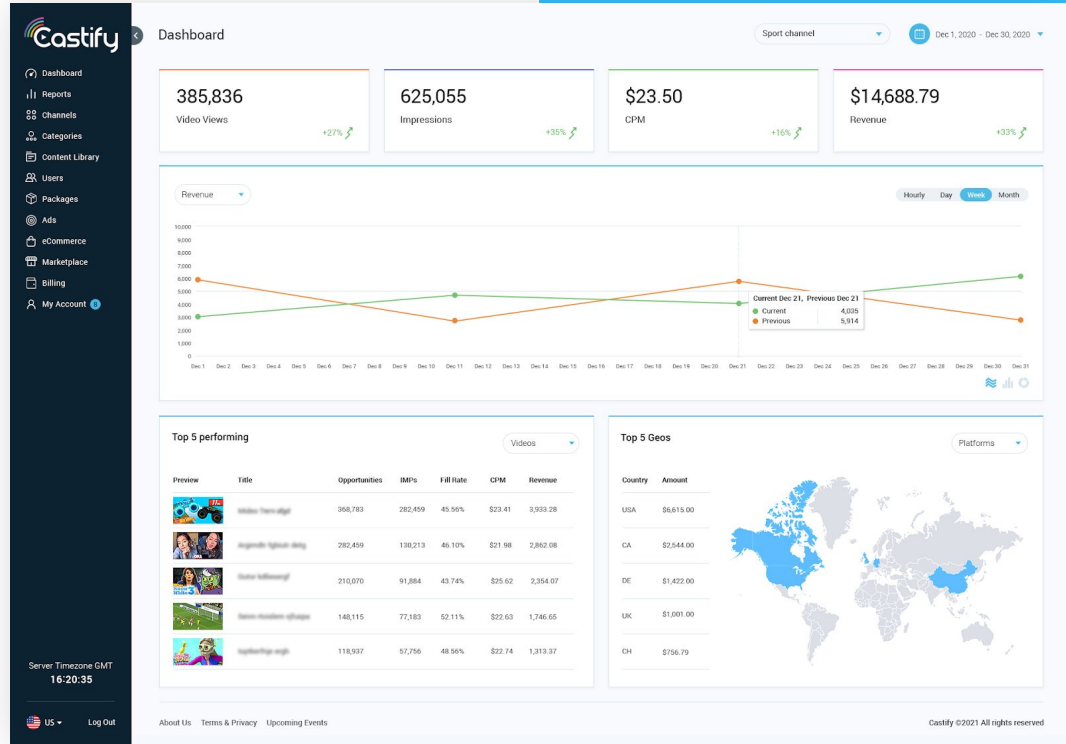 Castify
Dashboard
Sport channel
Dec 1, 2020 - Dec 30, 2020
Dashboard
Reports
Channels
Categories
Content Library
Users
Packages
Ads
eCommerce
Marketplace
Billing
My Account 0
Server Timezone GMT
16:20:35
US
Log Out
385,836
Video Views
+27%
625,055
Impressions
+35%
$23.50
CPM
+16%
$14,688.79
Revenue
+33%
Revenue
Hourly Day Week Month
10,000
9,000
8,000
7,000
6,000
5,000
4,000
3,000
2,000
1,000
0
Current Dec 21, Previous Dec 21
Current 4,035
Previous 5,914
Dec 1 Dec 2 Dec 3 Dec 4 Dec 5 Dec 6 Dec 7 Dec 8 Dec 9 Dec 10 Dec 11 Dec 12 Dec 13 Dec 14 Dec 15 Dec 16 Dec 17 Dec 18 Dec 19 Dec 20 Dec 21 Dec 22 Dec 23 Dec 24 Dec 25 Dec 26 Dec 27 Dec 28 Dec 29 Dec 30 Dec 31
Top 5 performing
Videos
Preview Title Opportunities IMPs Fill Rate CPM Revenue
368,783 282,459 45.56% $23.41 3,933.28
282,459 130,213 46.10% $21.98 2,862.08
210,070 91,884 43.74% $25.62 2,354.07
148,115 77,183 52.11% $22.63 1,746.65
118,937 57,756 48.56% $22.74 1,313.37
Top 5 Geos
Platforms
Country Amount
USA $6,615.00
CA $2,544.00
DE $1,422.00
UK $1,001.00
CH $756.79
About Us Terms & Privacy Upcoming Events
Castify ©2021 All rights reserved